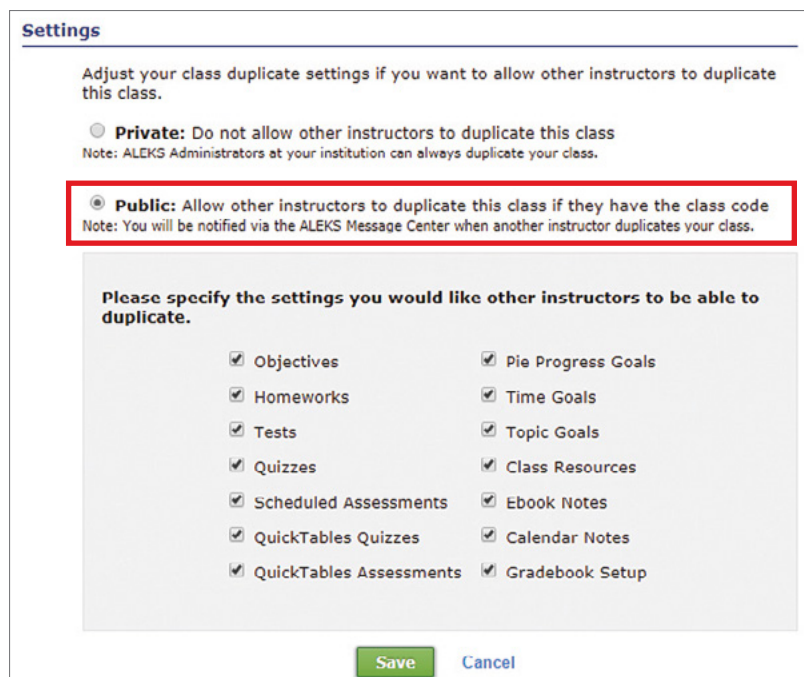 Settings
Adjust your class duplicate settings if you want to allow other instructors to duplicate
this class.
Private: Do not allow other instructors to duplicate this class
Note: ALEKS Administrators at your institution can always duplicate your class.
Public: Allow other instructors to duplicate this class if they have the class code
Note: You will be notified via the ALEKS Message Center when another instructor duplicates your class.
Please specify the settings you would like other instructors to be able to
duplicate.
Objectives
Pie Progress Goals
Homeworks
Time Goals
Tests
Topic Goals
Quizzes
Class Resources
Scheduled Assessments
Ebook Notes
QuickTables Quizzes
Calendar Notes
QuickTables Assessments
Gradebook Setup
Save
Cancel